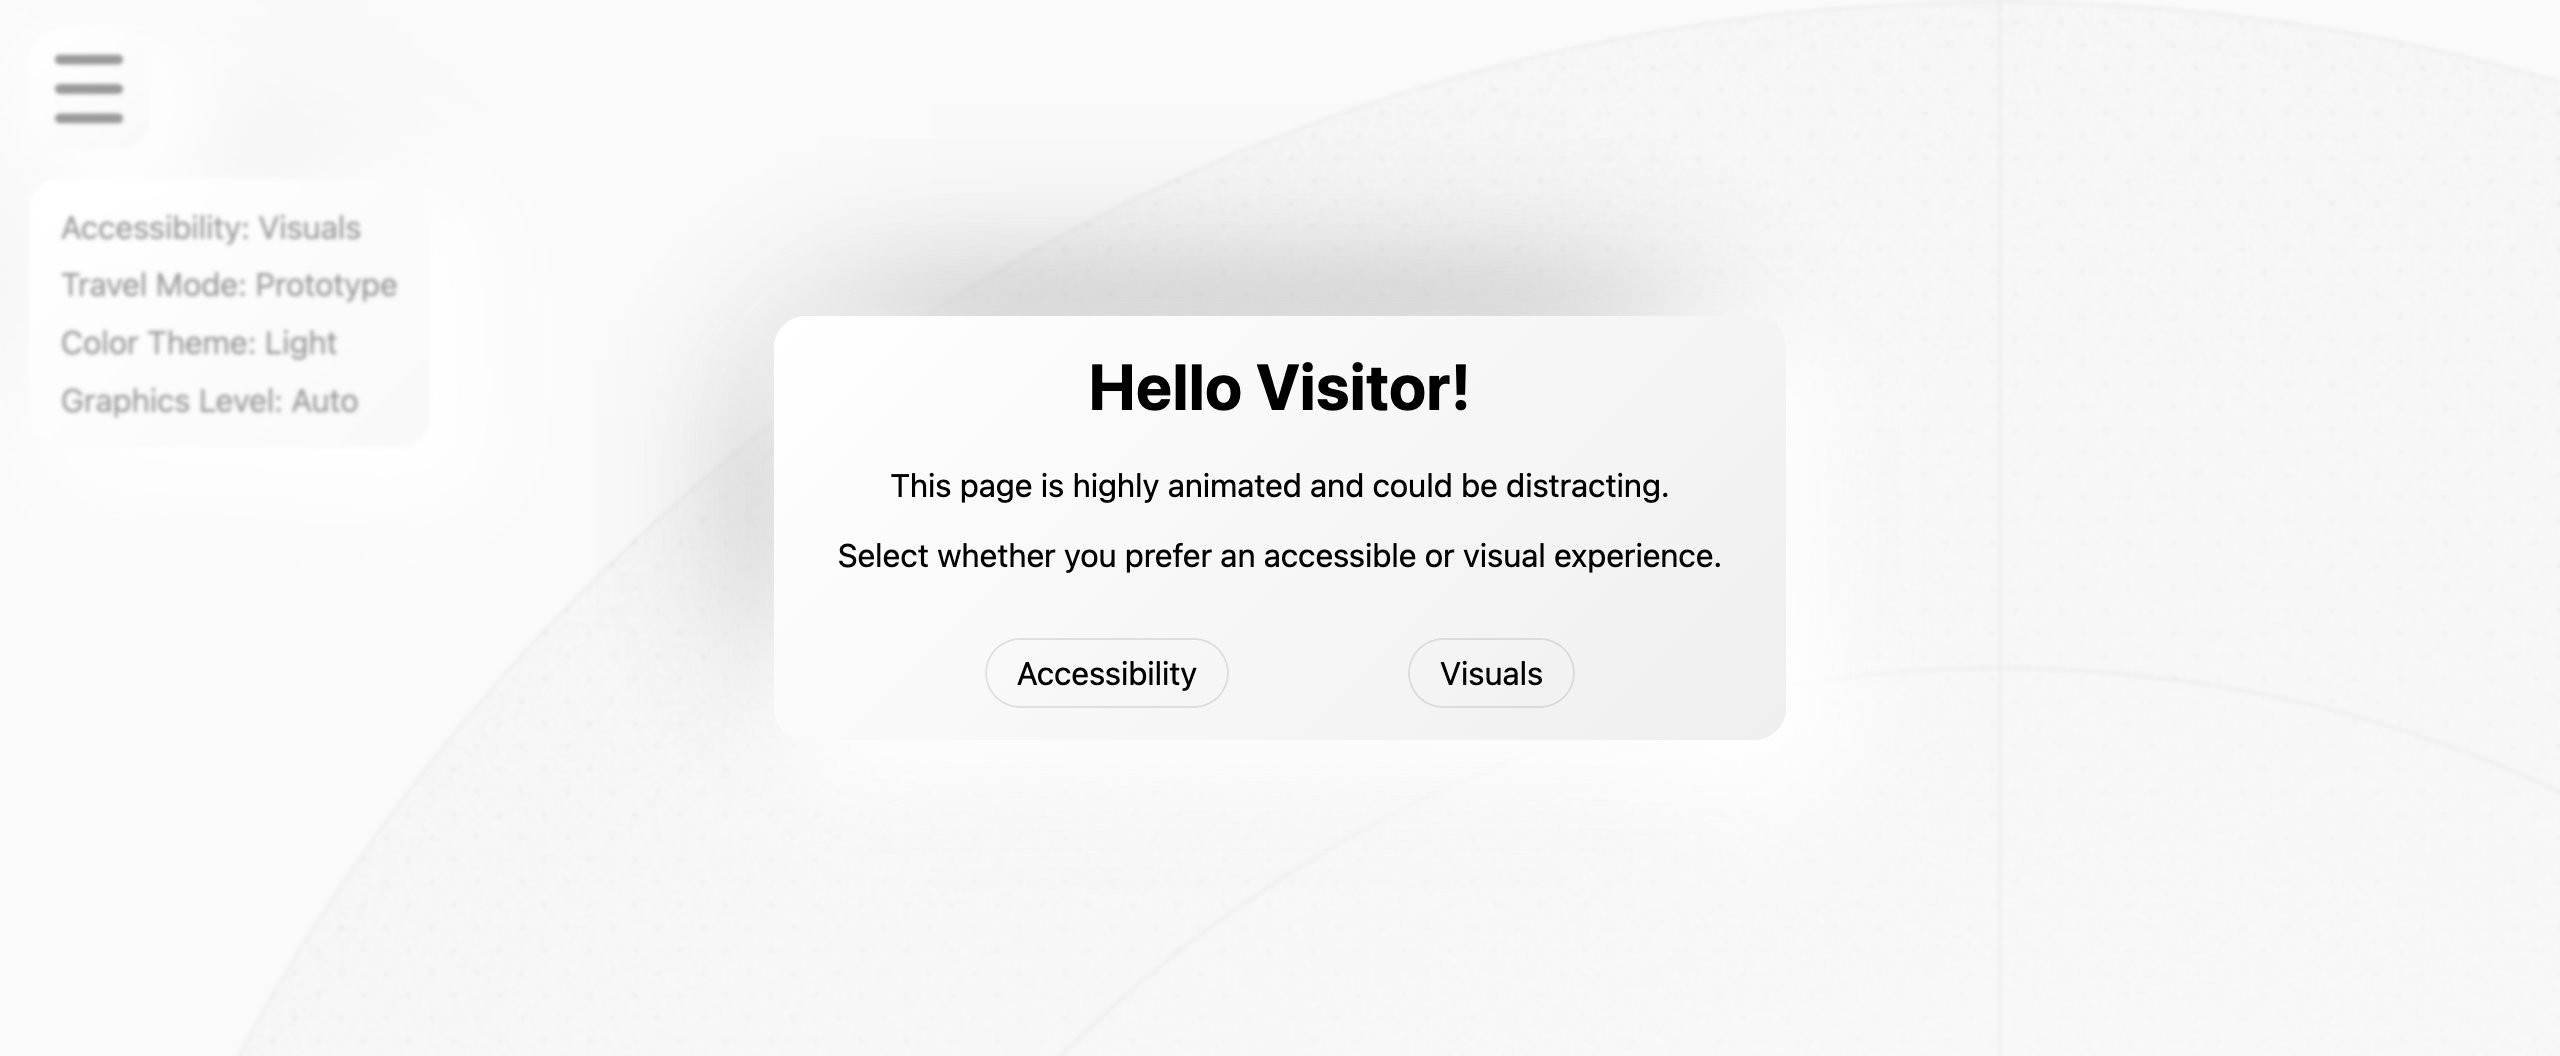 Accessibility: Visuals
Travel Mode: Prototype
Color Theme: Light
Graphics Level: Auto
Hello Visitor!
This page is highly animated and could be distracting.
Select whether you prefer an accessible or visual experience.
Accessibility
Visuals